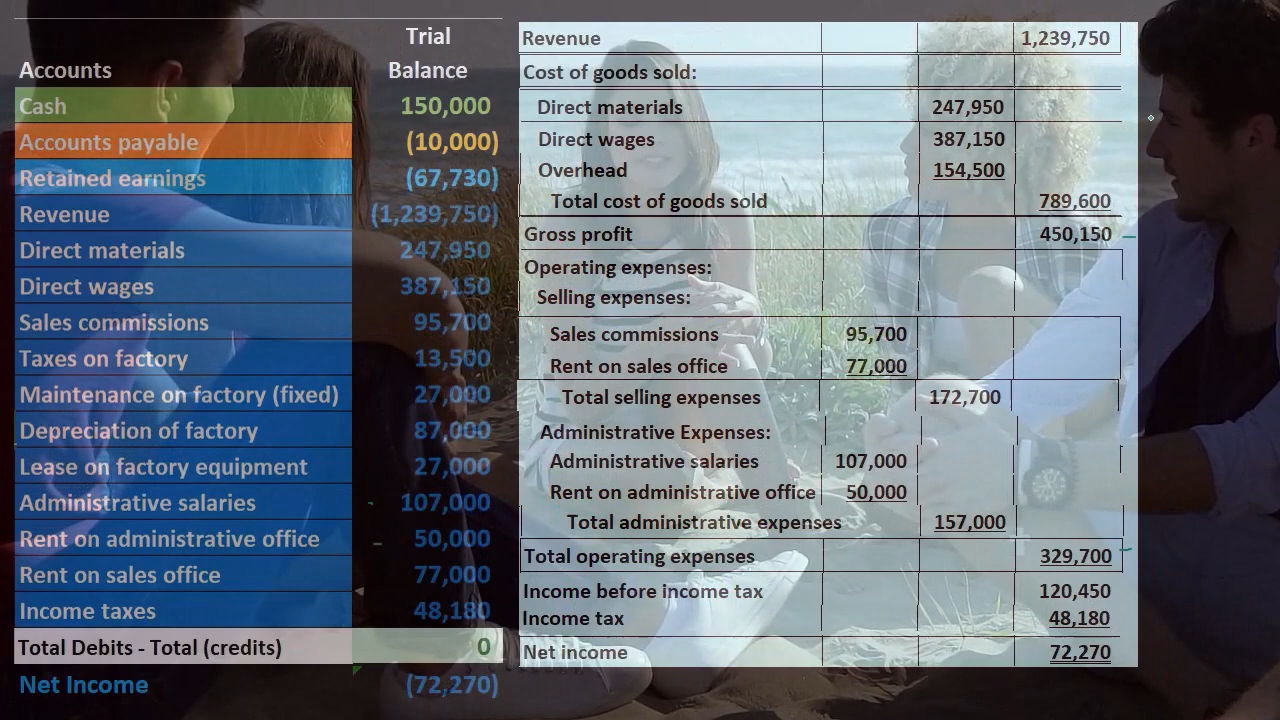 Trial
Accounts Balance
Cash 150,000
Accounts payable (10,000)
Retained earnings (67,730)
Revenue (1,239,750)
Direct materials 247,950
Direct wages 387,150
Sales commissions 95,700
Taxes on factory 13,500
Maintenance on factory (fixed) 27,000
Depreciation of factory 87,000
Lease on factory equipment 27,000
Administrative salaries 107,000
Rent on administrative office 50,000
Rent on sales office 77,000
Income taxes 48,180
Total Debits - Total (credits) 0
Net Income (72,270)
Revenue 1,239,750
Cost of goods sold:
Direct materials 247,950
Direct wages 387,150
Overhead 154,500
Total cost of goods sold 789,600
Gross profit 450,150
Operating expenses:
Selling expenses:
Sales commissions 95,700
Rent on sales office 77,000
Total selling expenses 172,700
Administrative Expenses:
Administrative salaries 107,000
Rent on administrative office 50,000
Total administrative expenses 157,000
Total operating expenses 329,700
Income before income tax 120,450
Income tax 48,180
Net income 72,270